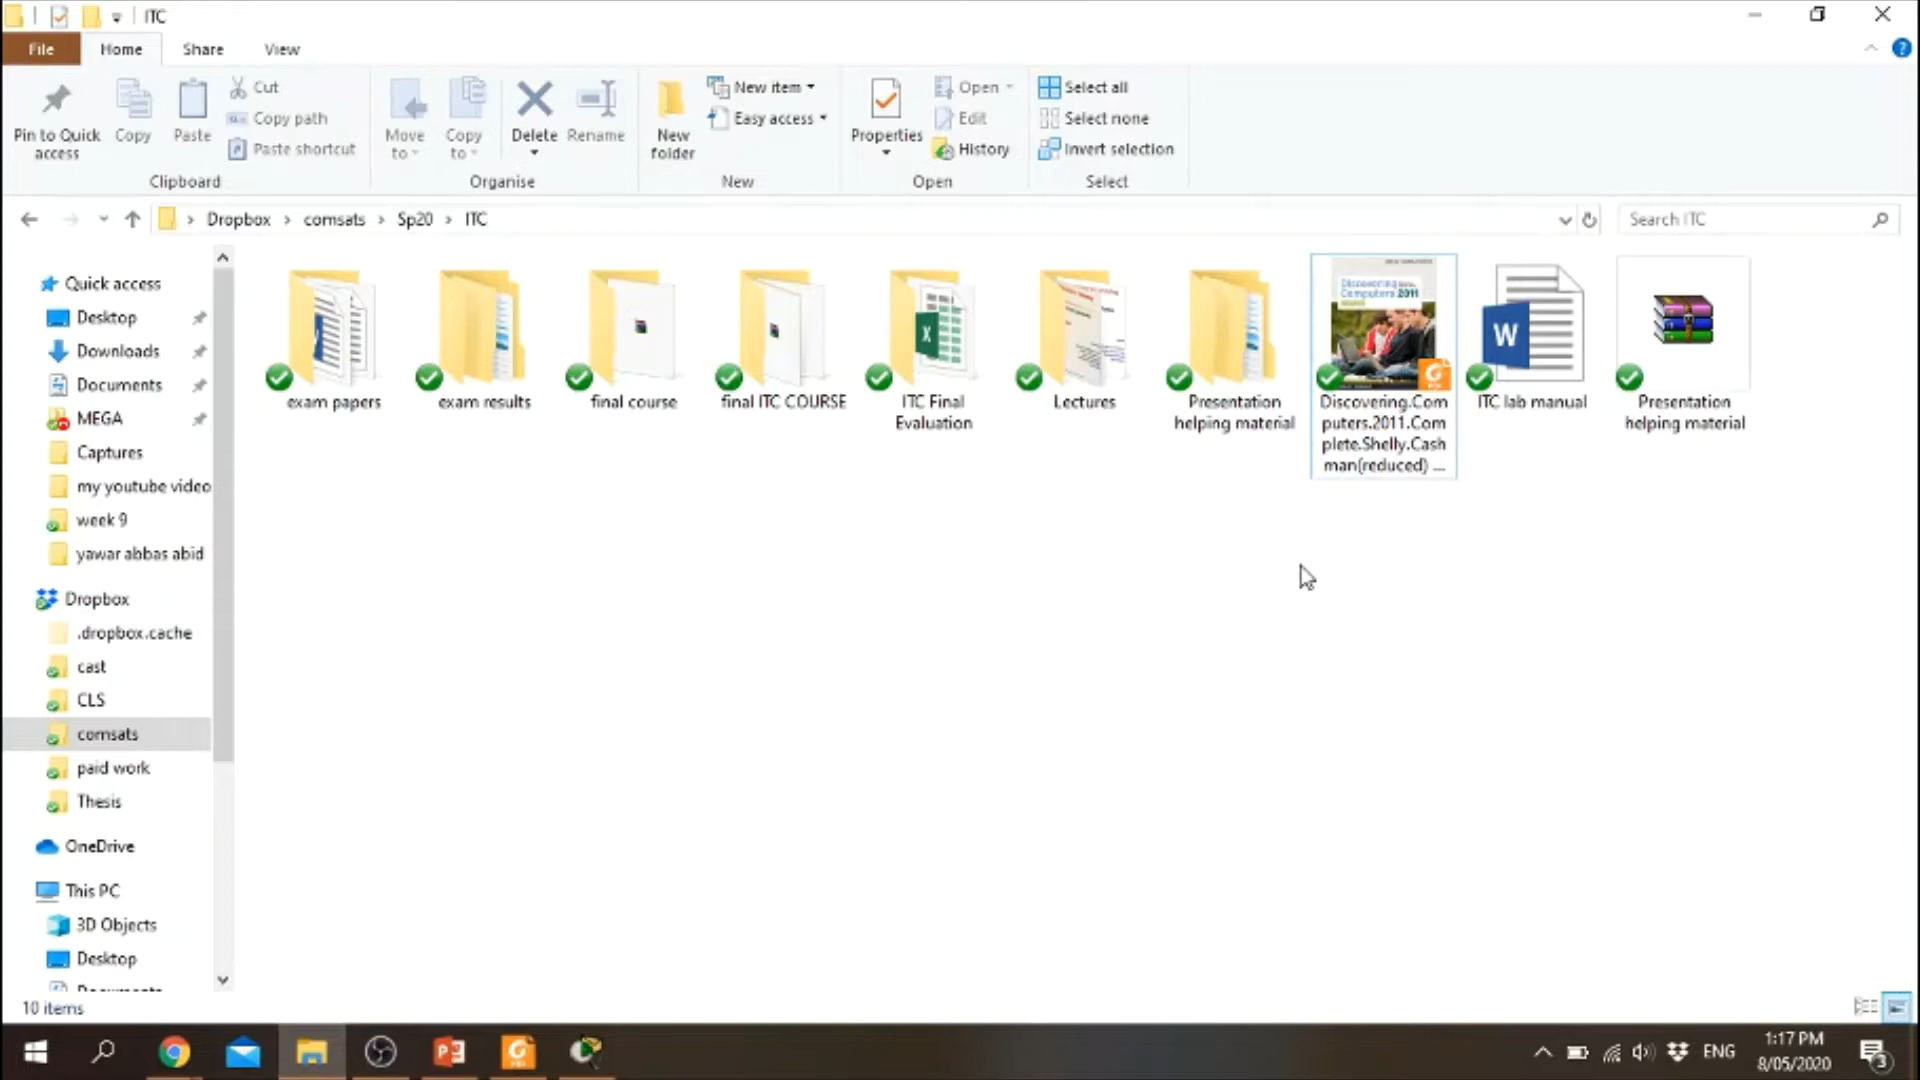 ITC
File Home Share View
Pin to Quick access
Copy
Paste
Cut
Copy path
Paste shortcut
Clipboard
Move to
Copy to
Delete
Rename
Organise
New folder
New item
Easy access
New
Properties
Open
Edit
History
Open
Select all
Select none
Invert selection
Select
Dropbox › comsats › Sp20 › ITC
Search ITC
Quick access
Desktop
Downloads
Documents
MEGA
Captures
my youtube video
week 9
yawar abbas abid
Dropbox
.dropbox.cache
cast
CLS
comsats
paid work
Thesis
OneDrive
This PC
3D Objects
Desktop
Documents
exam papers
exam results
final course
final ITC COURSE
ITC Final
Evaluation
Lectures
Presentation
helping material
Discovering
Computers 2011
Discovering.Com
puters.2011.Com
plete.Shelly.Cash
man(reduced) ...
W
ITC lab manual
Presentation
helping material
10 items
ENG
1:17 PM
8/05/2020
3